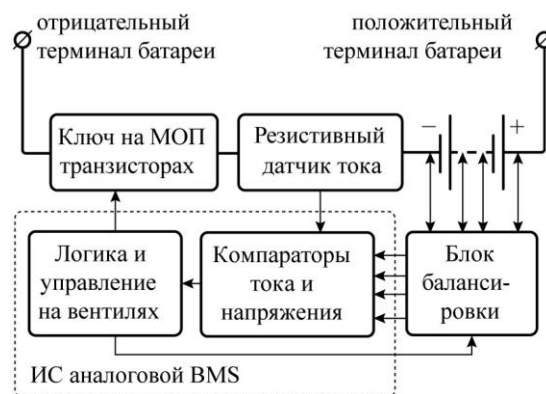 отрицательный
терминал батареи
положительный
терминал батареи
Ключ на МОП
транзисторах
Резистивный
датчик тока
− +
Логика и
управление
на вентилях
Компараторы
тока и
напряжения
Блок
баланси-
ровки
ИС аналоговой BMS